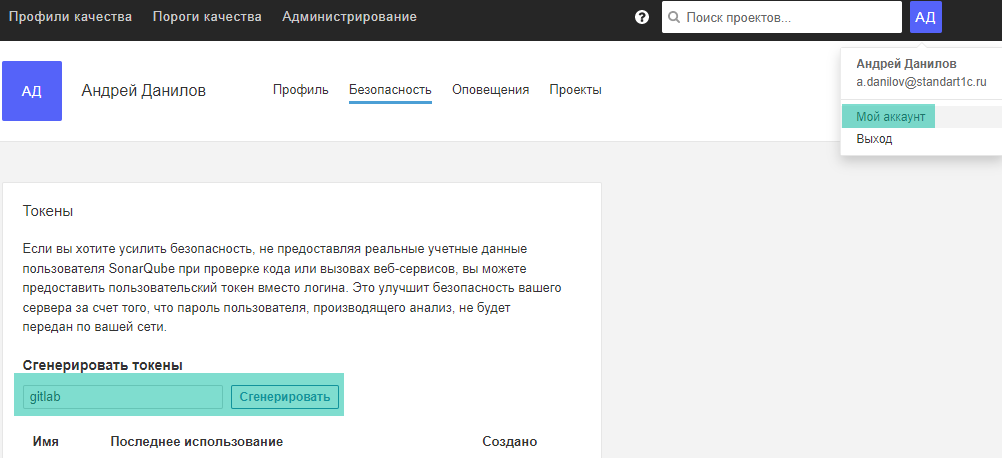 Профили качества Пороги качества Администрирование ? Поиск проектов... АД
Андрей Данилов
a.danilov@standart1c.ru
Мой аккаунт
Выход
АД Андрей Данилов Профиль Безопасность Оповещения Проекты
Токены
Если вы хотите усилить безопасность, не предоставляя реальные учетные данные
пользователя SonarQube при проверке кода или вызовах веб-сервисов, вы можете
предоставить пользовательский токен вместо логина. Это улучшит безопасность вашего
сервера за счет того, что пароль пользователя, производящего анализ, не будет
передан по вашей сети.
Сгенерировать токены
gitlab Сгенерировать
Имя Последнее использование Создано